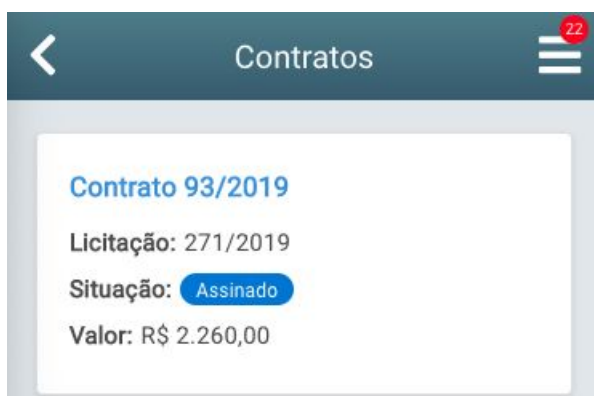 Contratos
22
Contrato 93/2019
Licitação: 271/2019
Situação: Assinado
Valor: R$ 2.260,00